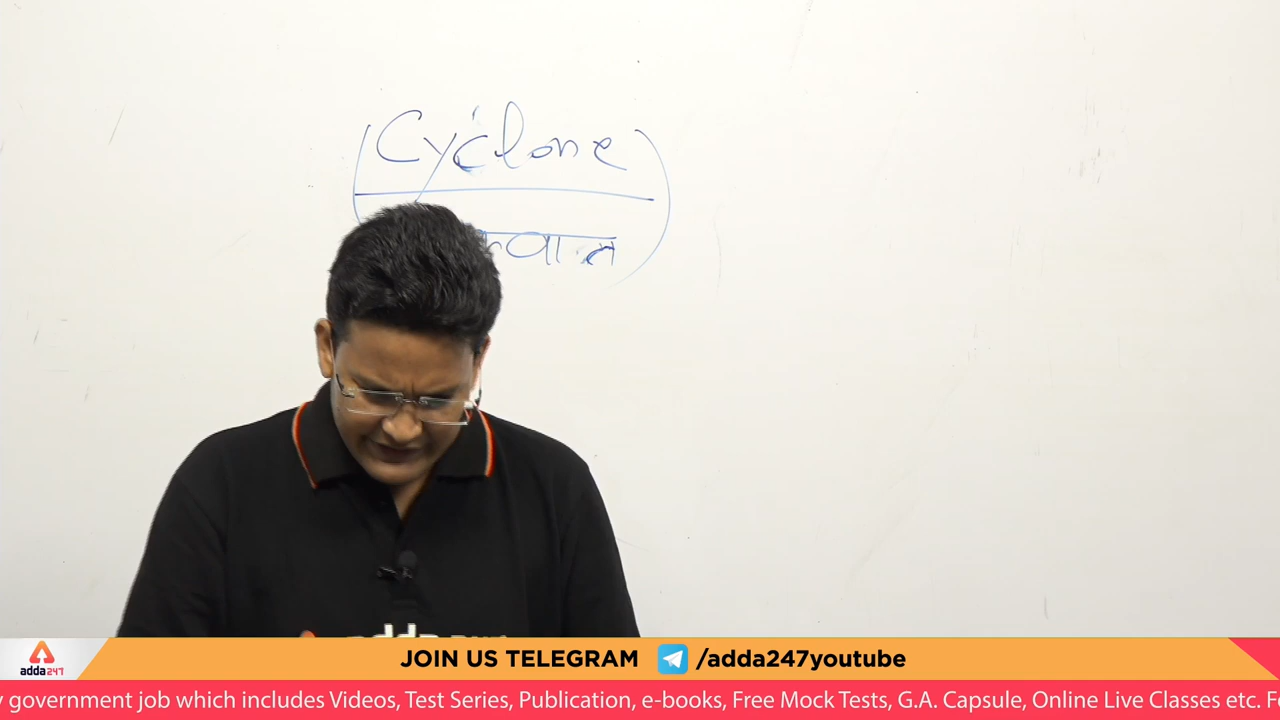 Cyclone
adda247
JOIN US TELEGRAM /adda247youtube
government job which includes Videos, Test Series, Publication, e-books, Free Mock Tests, G.A. Capsule, Online Live Classes etc.